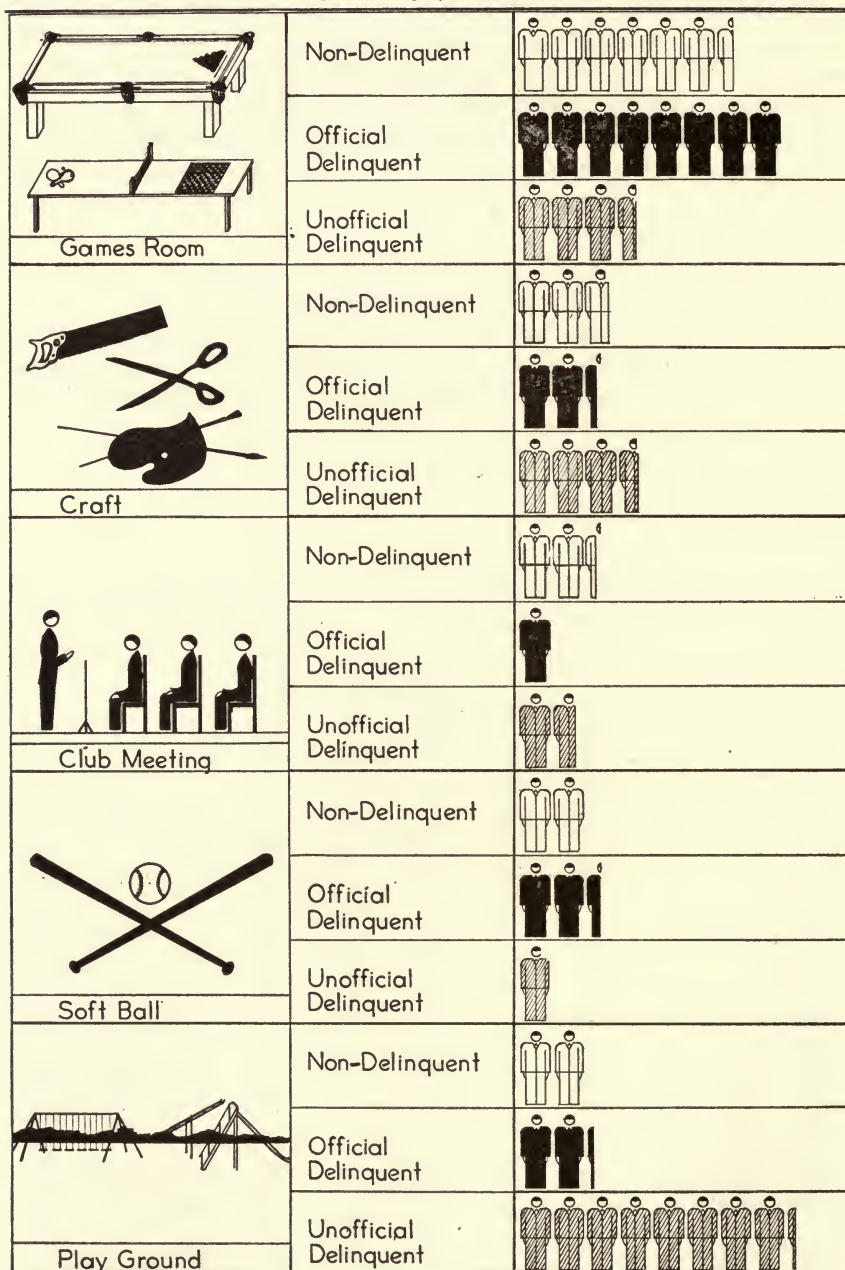 Non-Delinquent
Official
Delinquent
Unofficial
Delinquent
Games Room
Non-Delinquent
Official
Delinquent
Unofficial
Delinquent
Craft
Non-Delinquent
Official
Delinquent
Unofficial
Delinquent
Club Meeting
Non-Delinquent
Official
Delinquent
Unofficial
Delinquent
Soft Ball
Non-Delinquent
Official
Delinquent
Unofficial
Delinquent
Play Ground